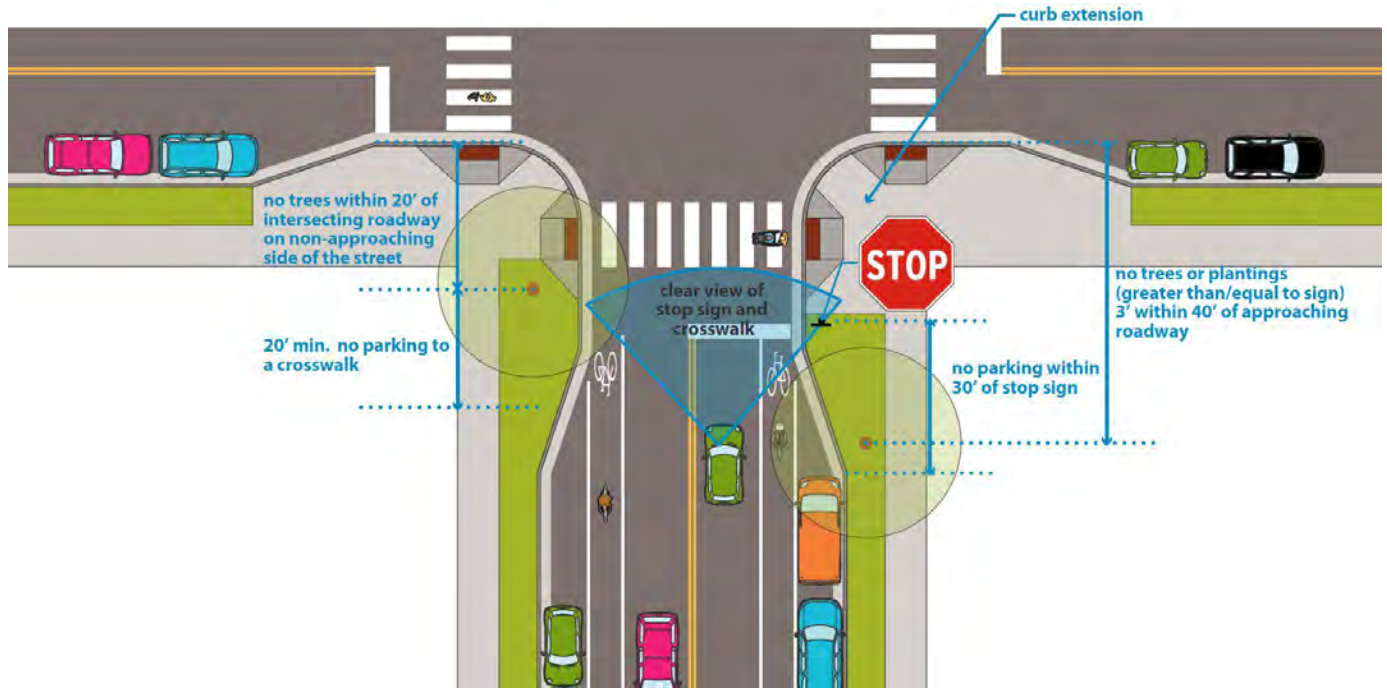 curb extension
no trees within 20' of
intersecting roadway
on non-approaching
side of the street
20' min. no parking to
a crosswalk
clear view of
stop sign and
crosswalk
STOP
no trees or plantings
(greater than/equal to sign)
3' within 40' of approaching
roadway
no parking within
30' of stop sign